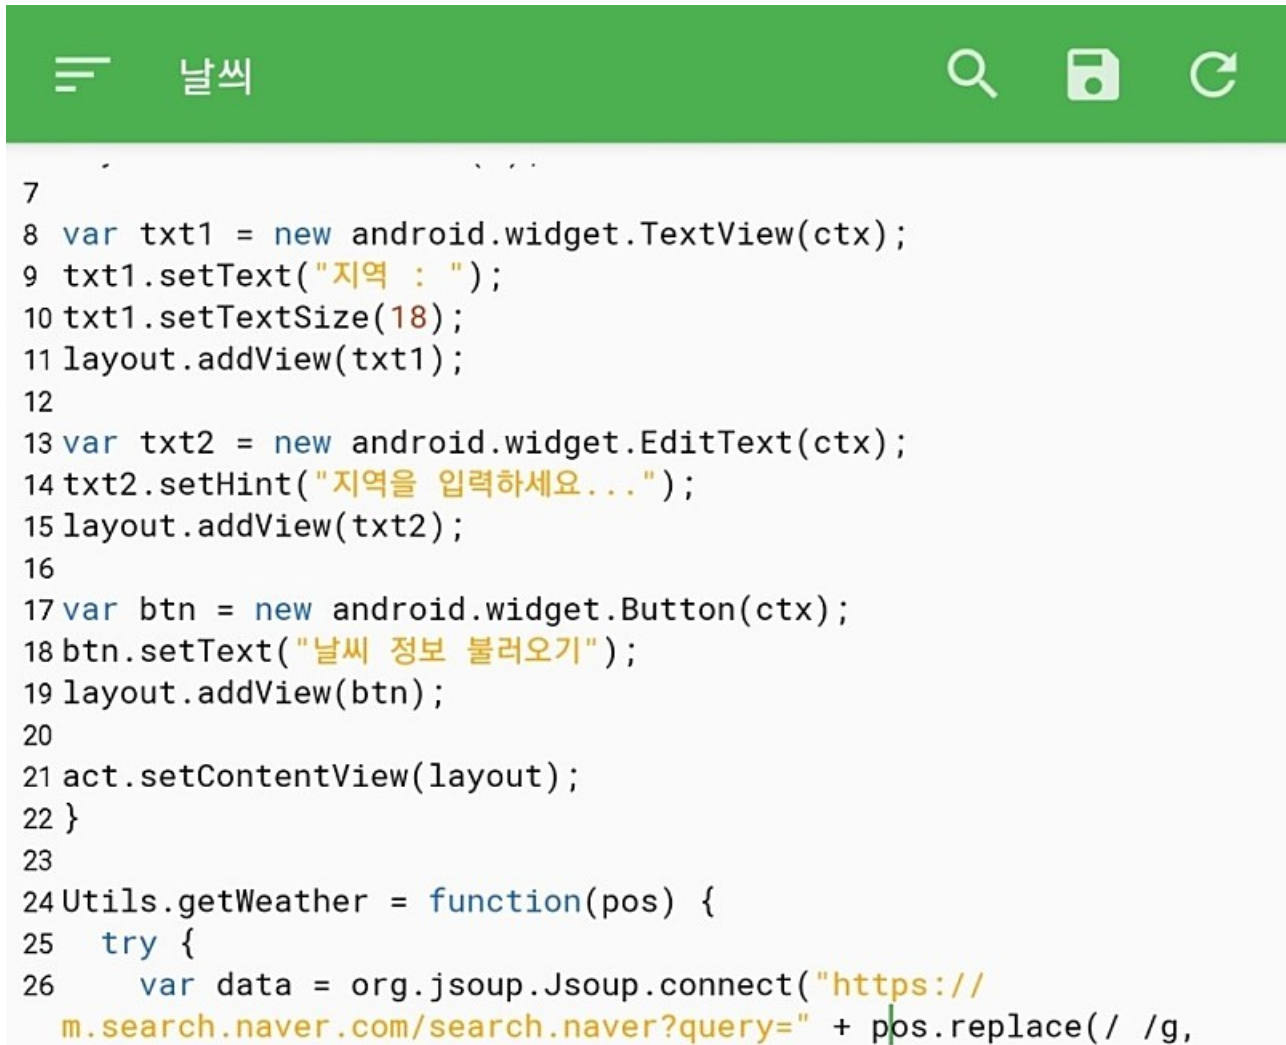 날씌
7
8 var txt1 = new android.widget.TextView(ctx);
9 txt1.setText("지역 : ");
10 txt1.setTextSize(18);
11 layout.addView(txt1);
12
13 var txt2 = new android.widget.EditText(ctx);
14 txt2.setHint("지역을 입력하세요...");
15 layout.addView(txt2);
16
17 var btn = new android.widget.Button(ctx);
18 btn.setText("날씨 정보 불러오기");
19 layout.addView(btn);
20
21 act.setContentView(layout);
22 }
23
24 Utils.getWeather = function(pos) {
25 try {
26 var data = org.jsoup.Jsoup.connect("https://
m.search.naver.com/search.naver?query=" + pos.replace(/ /g,